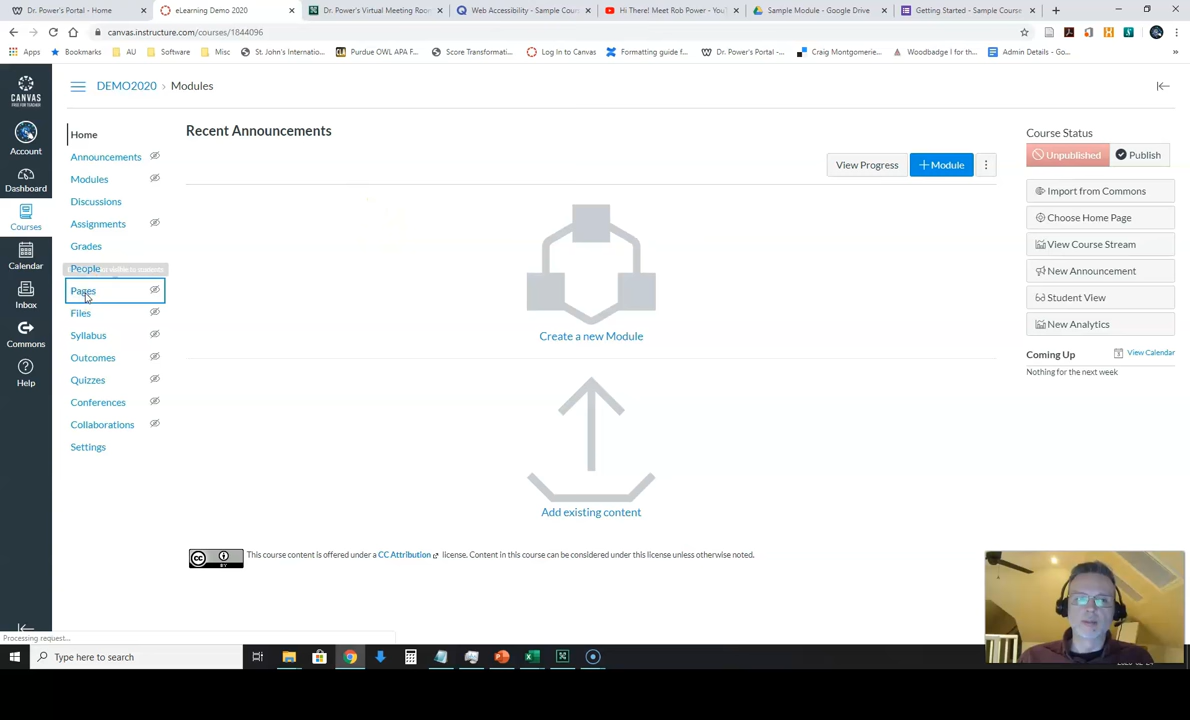 Dr. Power's Portal - Home
eLearning Demo 2020
Dr. Power's Virtual Meeting Room
Web Accessibility - Sample Cours
Hi There! Meet Rob Power - YouT
Sample Module - Google Drive
Getting Started - Sample Course
canvas.instructure.com/courses/1844096
Apps
Bookmarks
AU
Software
Misc
St. John's Internatio...
Purdue OWL APA F...
Score Transformati...
Log In to Canvas
Formatting guide f...
Dr. Power's Portal -...
Craig Montgomerie...
Woodbadge I for th...
Admin Details - Go...
CANVAS
Account
Dashboard
Courses
Calendar
Inbox
Commons
Help
DEMO2020 › Modules
Home
Announcements
Modules
Discussions
Assignments
Grades
People
Pages
Files
Syllabus
Outcomes
Quizzes
Conferences
Collaborations
Settings
Recent Announcements
View Progress
+ Module
Create a new Module
Add existing content
This course content is offered under a CC Attribution license. Content in this course can be considered under this license unless otherwise noted.
Course Status
Unpublished
Publish
Import from Commons
Choose Home Page
View Course Stream
New Announcement
Student View
New Analytics
Coming Up
View Calendar
Nothing for the next week
Processing request...
Type here to search